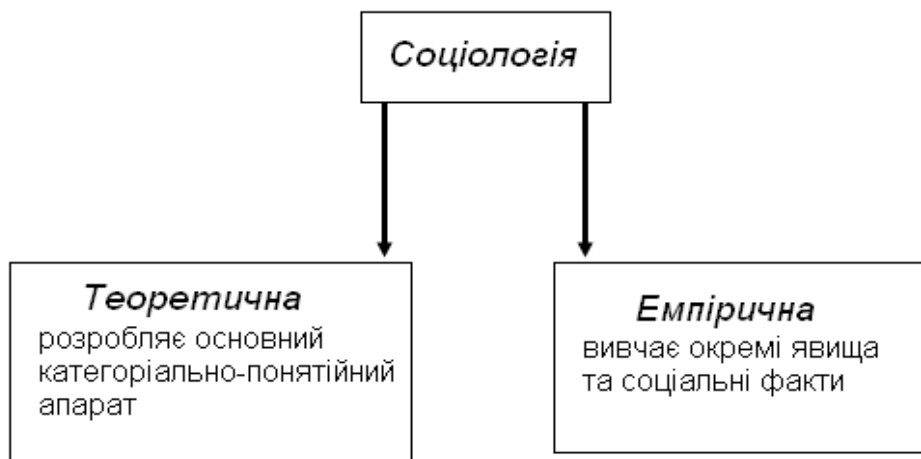 Соціологія
Теоретична
розробляє основний
категоріально-понятійний
апарат
Емпірична
вивчає окремі явища
та соціальні факти